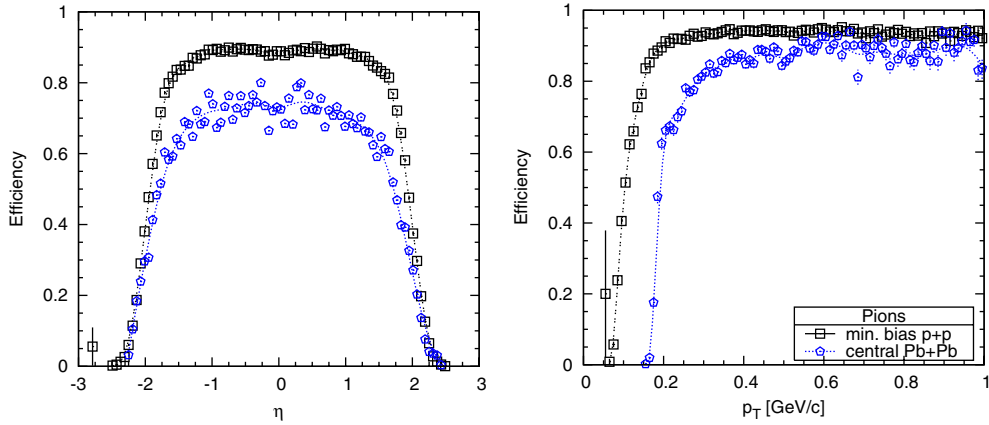 1
0.8
0.6
0.4
0.2
0
Efficiency
-3 -2 -1 0 1 2 3
η
1
0.8
0.6
0.4
0.2
0
Efficiency
0 0.2 0.4 0.6 0.8 1
p_T [GeV/c]
Pions
min. bias p+p
central Pb+Pb